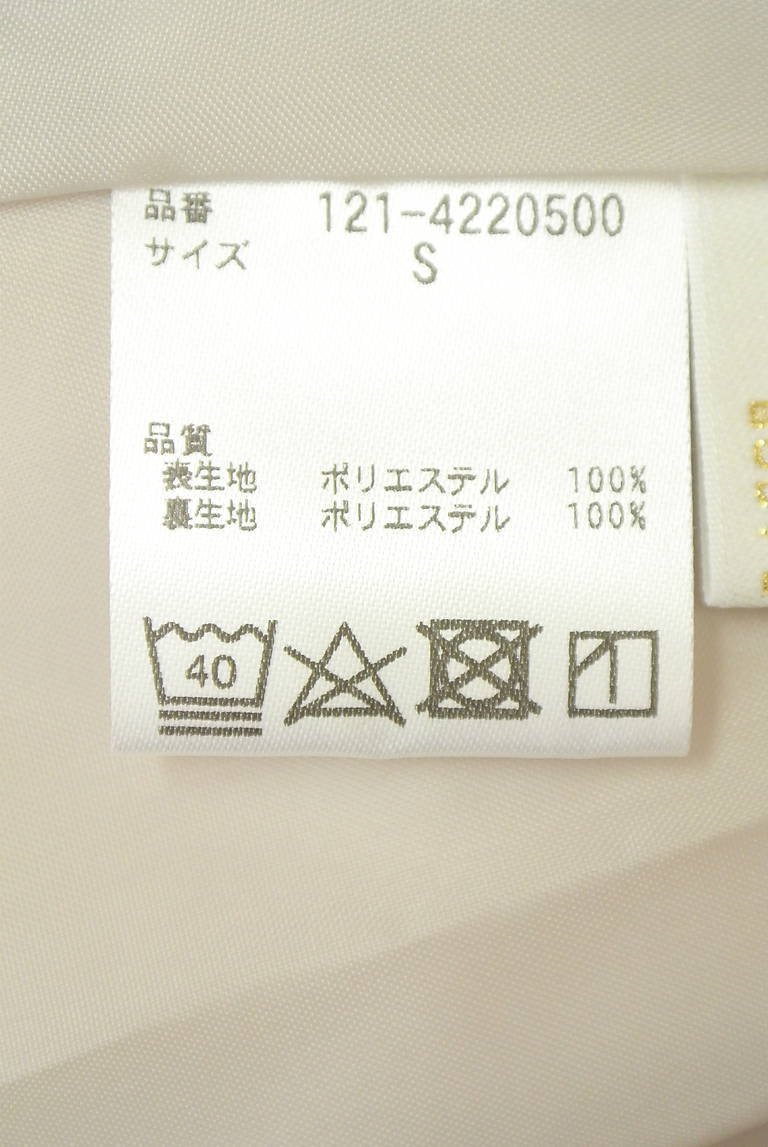 品番 121-4220500
サイズ S
品質
表生地 ポリエステル 100%
裏生地 ポリエステル 100%
40